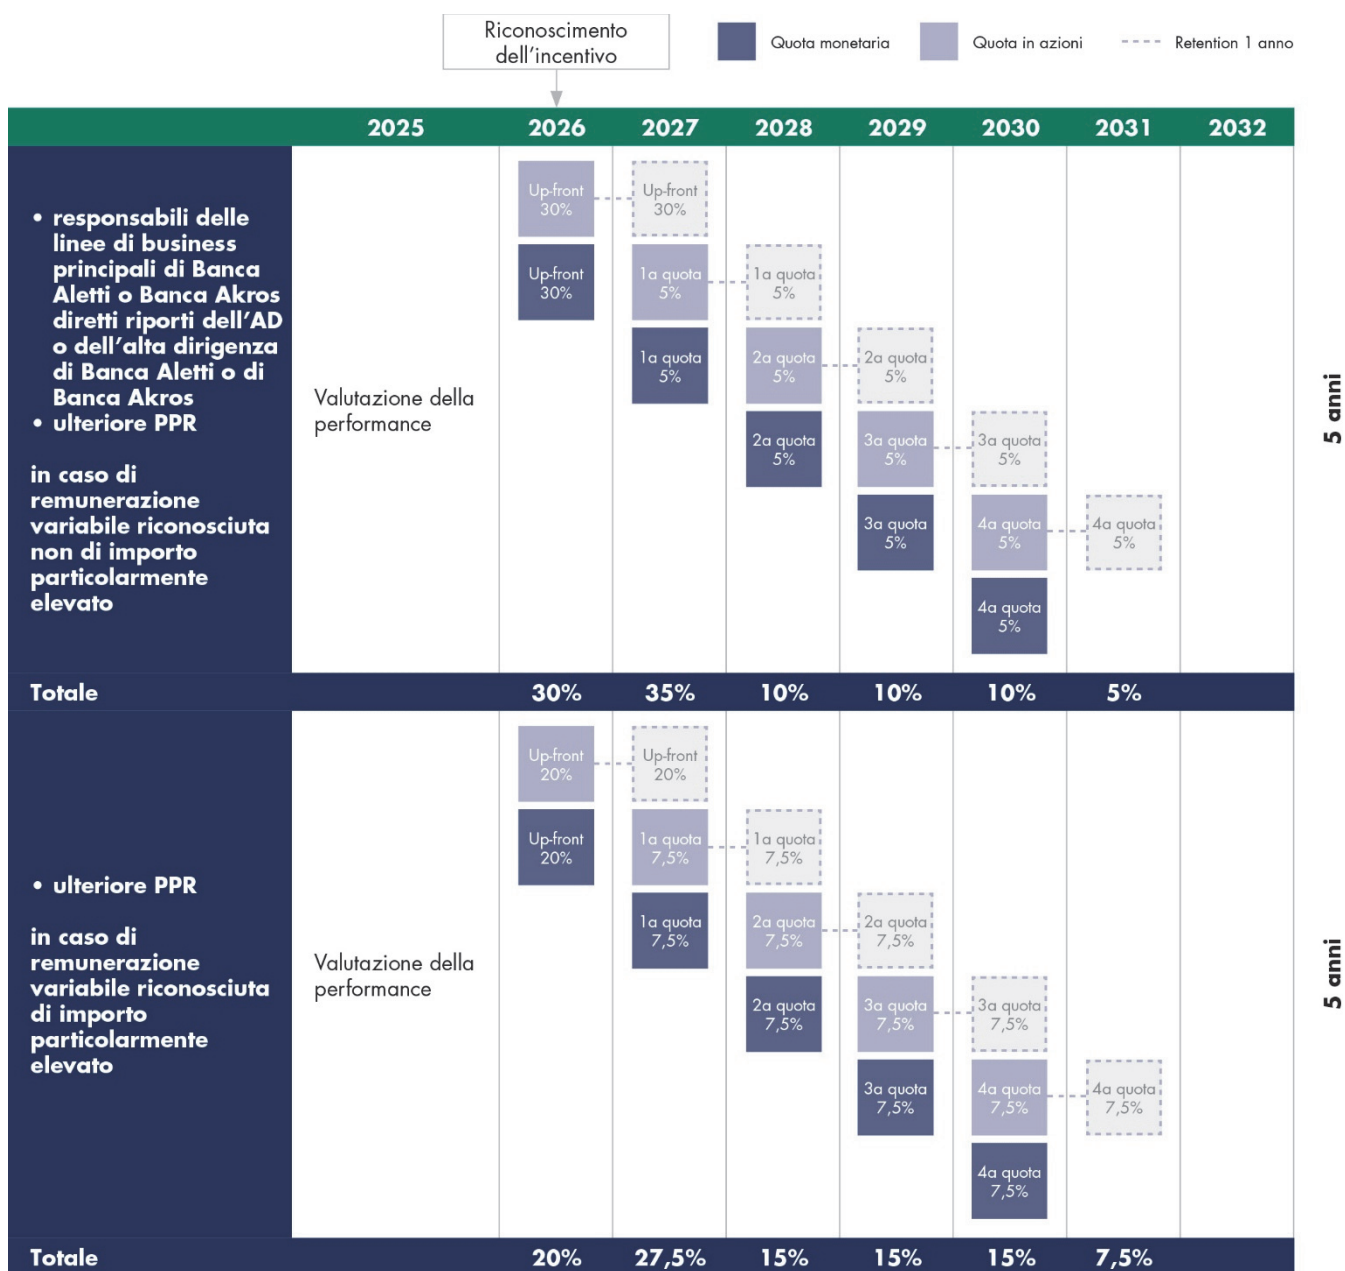 Riconoscimento
dell'incentivo
Quota monetaria
Quota in azioni
Retention 1 anno
2025 2026 2027 2028 2029 2030 2031 2032
• responsabili delle
linee di business
principali di Banca
Aletti o Banca Akros
diretti riporti dell'AD
o dell'alta dirigenza
di Banca Aletti o di
Banca Akros
• ulteriore PPR
in caso di
remunerazione
variabile riconosciuta
non di importo
particolarmente
elevato
Valutazione della
performance
Up-front
30%
Up-front
30%
Up-front
30%
1a quota
5%
1a quota
5%
1a quota
5%
2a quota
5%
2a quota
5%
2a quota
5%
3a quota
5%
3a quota
5%
3a quota
5%
4a quota
5%
4a quota
5%
4a quota
5%
5 anni
Totale 30% 35% 10% 10% 10% 5%
• ulteriore PPR
in caso di
remunerazione
variabile riconosciuta
di importo
particolarmente
elevato
Valutazione della
performance
Up-front
20%
Up-front
20%
Up-front
20%
1a quota
7,5%
1a quota
7,5%
1a quota
7,5%
2a quota
7,5%
2a quota
7,5%
2a quota
7,5%
3a quota
7,5%
3a quota
7,5%
3a quota
7,5%
4a quota
7,5%
4a quota
7,5%
4a quota
7,5%
5 anni
Totale 20% 27,5% 15% 15% 15% 7,5%